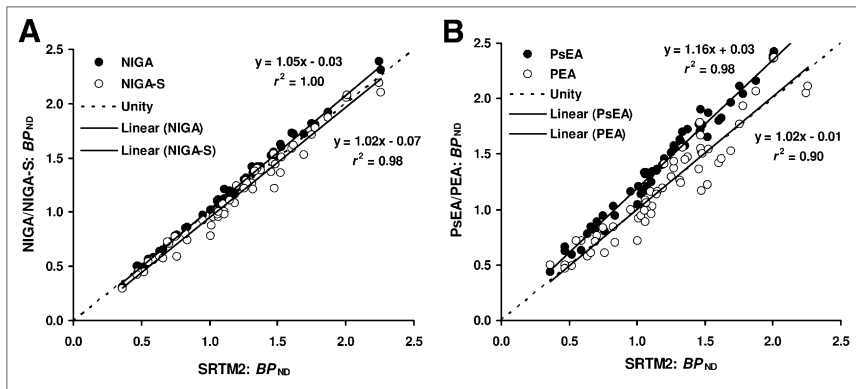 A
NIGA/NIGA-S: BP_ND
2.5
2.0
1.5
1.0
0.5
0.0
NIGA
NIGA-S
Unity
Linear (NIGA)
Linear (NIGA-S)
y = 1.05x - 0.03
r² = 1.00
y = 1.02x - 0.07
r² = 0.98
0.0 0.5 1.0 1.5 2.0 2.5
SRTM2: BP_ND
B
PsEA/PEA: BP_ND
2.5
2.0
1.5
1.0
0.5
0.0
PsEA
PEA
Unity
Linear (PsEA)
Linear (PEA)
y = 1.16x + 0.03
r² = 0.98
y = 1.02x - 0.01
r² = 0.90
0.0 0.5 1.0 1.5 2.0 2.5
SRTM2: BP_ND